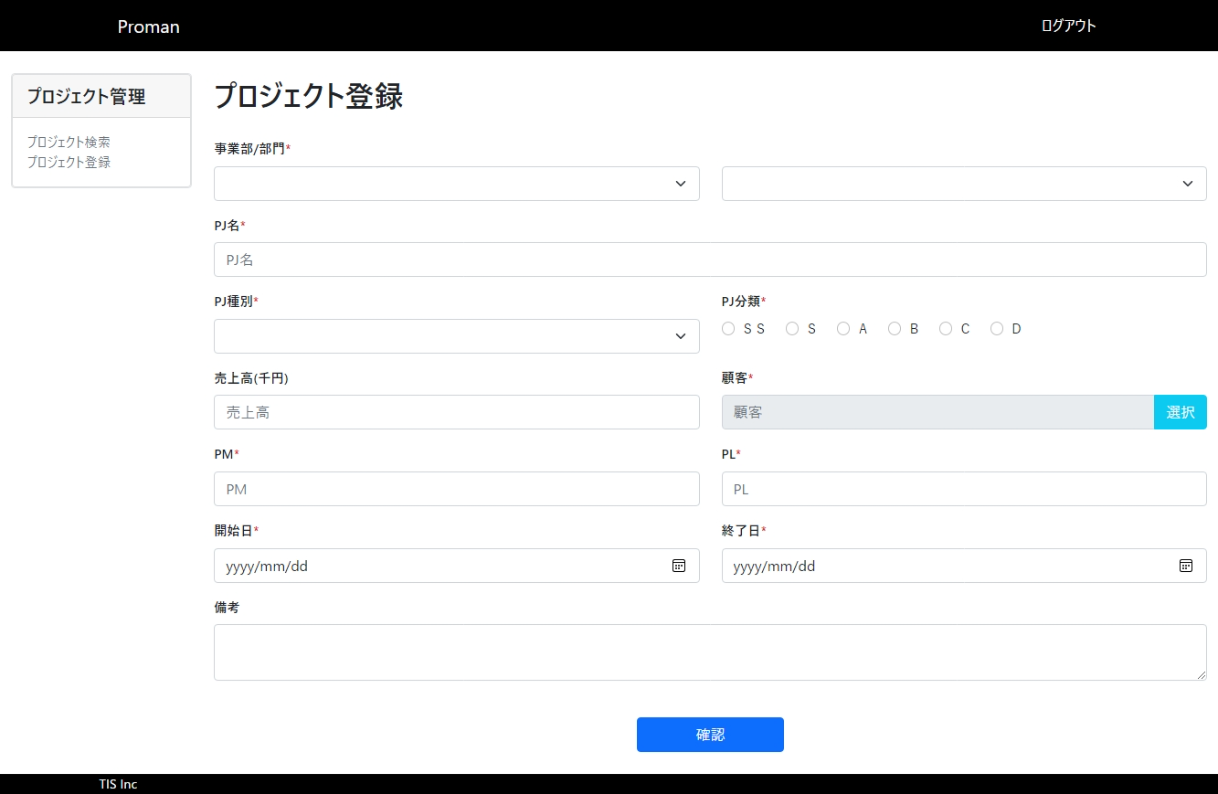 Proman
ログアウト
プロジェクト管理
プロジェクト検索
プロジェクト登録
プロジェクト登録
事業部/部門*
PJ名*
PJ名
PJ種別*
PJ分類*
ＳＳ Ｓ Ａ Ｂ Ｃ Ｄ
売上高(千円)
顧客*
売上高
顧客
選択
PM*
PL*
PM
PL
開始日*
終了日*
yyyy/mm/dd
yyyy/mm/dd
備考
確認
TIS Inc